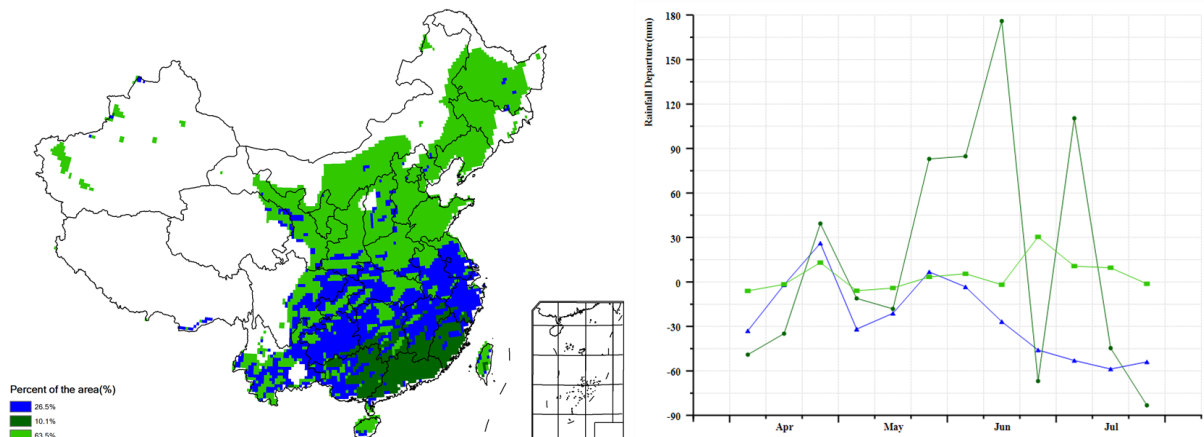 Percent of the area(%)
26.5%
10.1%
63.5%
Rainfall Departure(mm)
180
150
120
90
60
30
0
-30
-60
-90
Apr
May
Jun
Jul